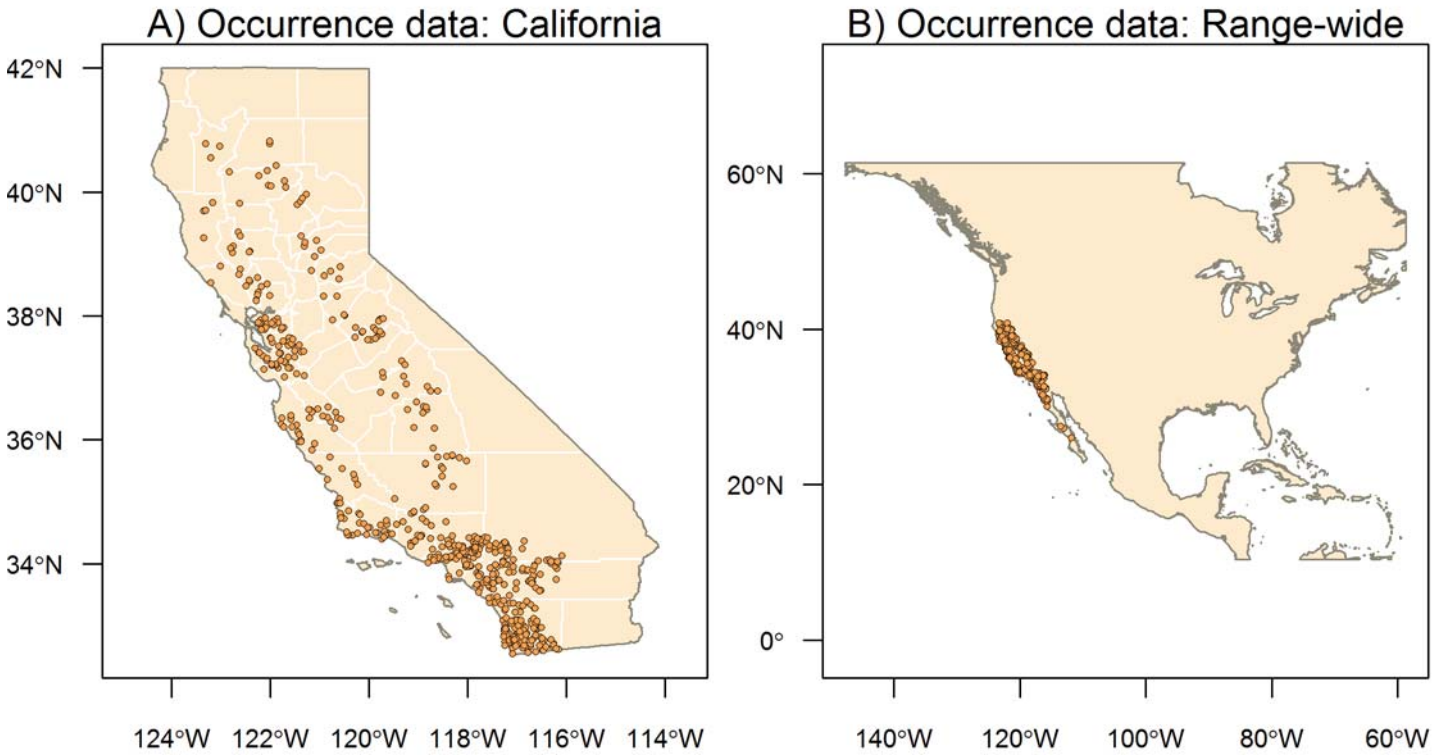 A) Occurrence data: California
42°N
40°N
38°N
36°N
34°N
124°W 122°W 120°W 118°W 116°W 114°W
B) Occurrence data: Range-wide
60°N
40°N
20°N
0°
140°W 120°W 100°W 80°W 60°W